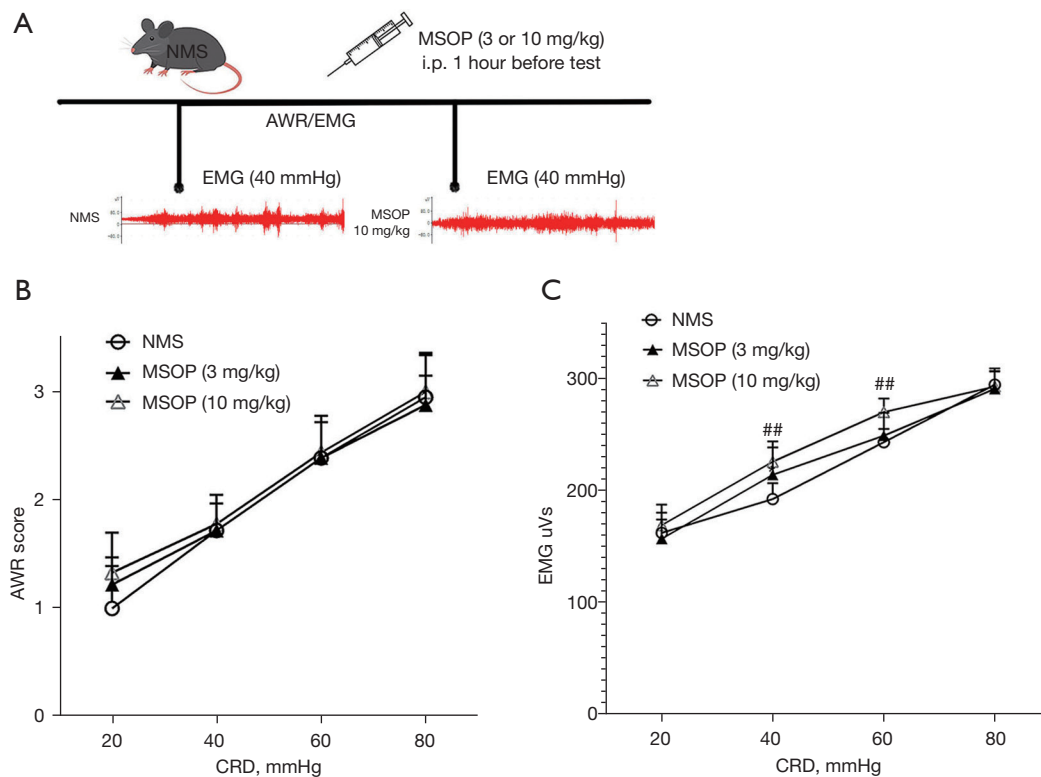 A
NMS
MSOP (3 or 10 mg/kg)
i.p. 1 hour before test
AWR/EMG
EMG (40 mmHg)
EMG (40 mmHg)
NMS
MSOP
10 mg/kg
B
NMS
MSOP (3 mg/kg)
MSOP (10 mg/kg)
AWR score
3
2
1
0
20
40
60
80
CRD, mmHg
C
NMS
MSOP (3 mg/kg)
MSOP (10 mg/kg)
##
##
EMG uVs
300
200
100
0
20
40
60
80
CRD, mmHg